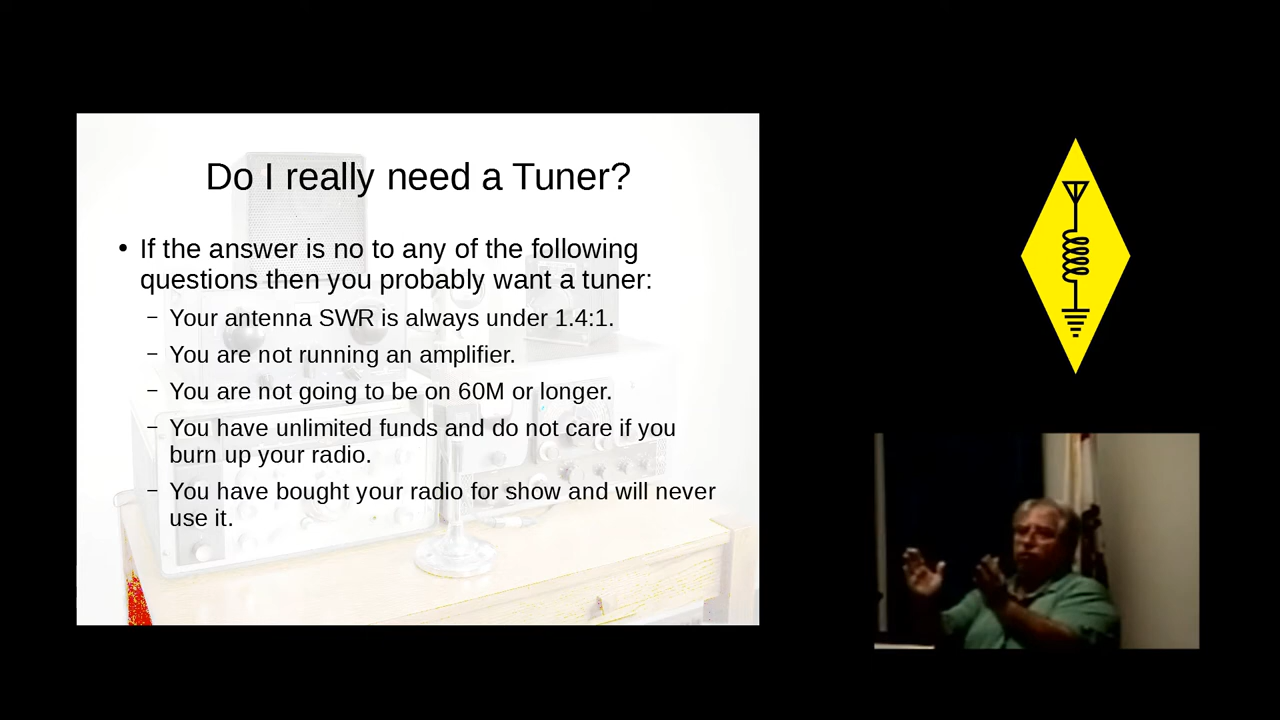 Do I really need a Tuner?
• If the answer is no to any of the following
questions then you probably want a tuner:
– Your antenna SWR is always under 1.4:1.
– You are not running an amplifier.
– You are not going to be on 60M or longer.
– You have unlimited funds and do not care if you
burn up your radio.
– You have bought your radio for show and will never
use it.